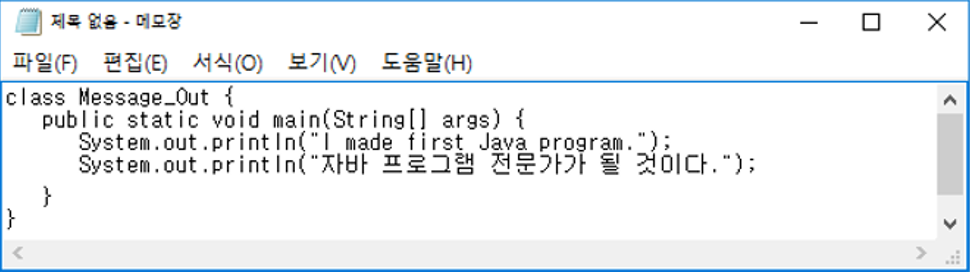 제목 없음 - 메모장
파일(F) 편집(E) 서식(O) 보기(V) 도움말(H)
class Message_Out {
   public static void main(String[] args) {
      System.out.println("I made first Java program.");
      System.out.println("자바 프로그램 전문가가 될 것이다.");
   }
}